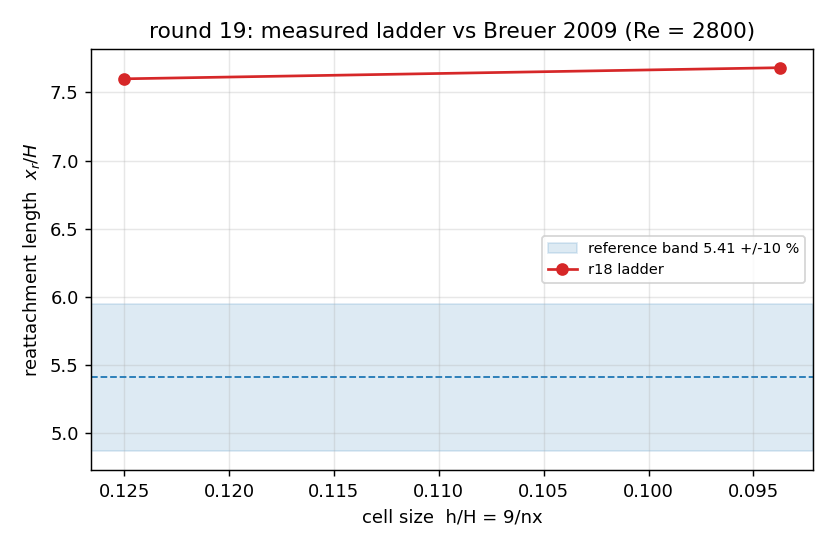 round 19: measured ladder vs Breuer 2009 (Re = 2800)
reattachment length x_r/H
7.5
7.0
6.5
6.0
5.5
5.0
reference band 5.41 +/-10 %
r18 ladder
0.125 0.120 0.115 0.110 0.105 0.100 0.095
cell size h/H = 9/nx